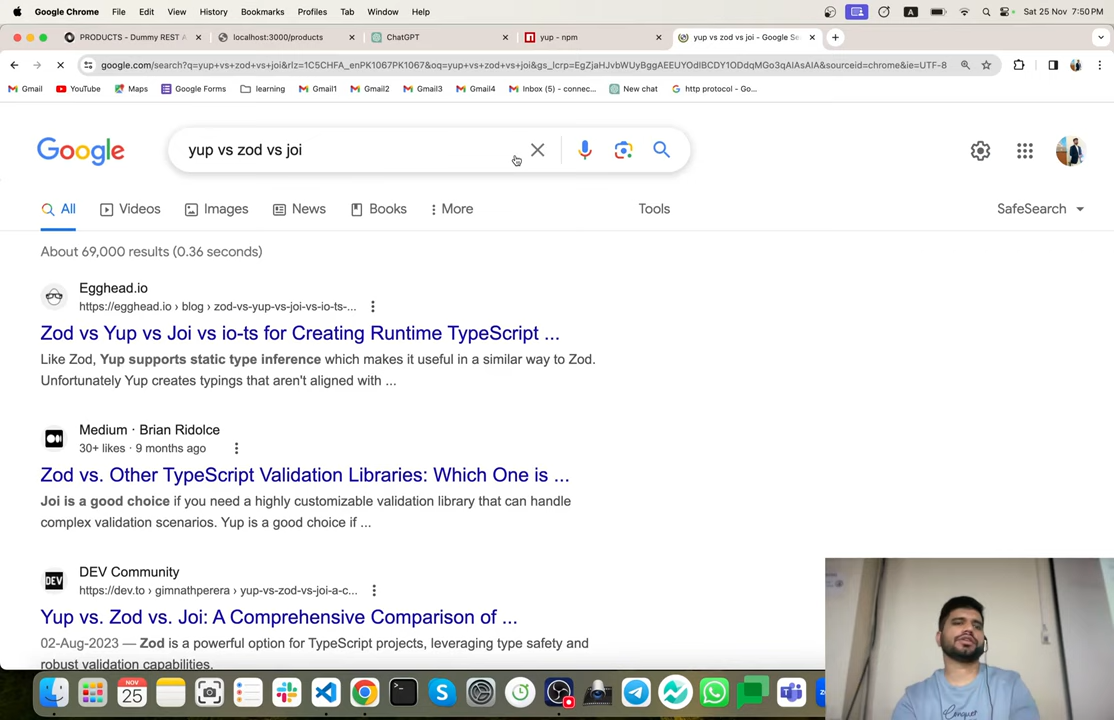 Google Chrome File Edit View History Bookmarks Profiles Tab Window Help
A Sat 25 Nov 7:50 PM
PRODUCTS - Dummy REST A
localhost:3000/products
ChatGPT
yup - npm
yup vs zod vs joi - Google Se
google.com/search?q=yup+vs+zod+vs+joi&rlz=1C5CHFA_enPK1067PK1067&oq=yup+vs+zod+vs+joi&gs_lcrp=EgZjaHJvbWUyBggAEEUYOdIBCDY1ODdqMGo3qAIAsAIA&sourceid=chrome&ie=UTF-8
Gmail YouTube Maps Google Forms learning Gmail1 Gmail2 Gmail3 Gmail4 Inbox (5) - connec... New chat http protocol - Go...
Google
yup vs zod vs joi
All Videos Images News Books More Tools SafeSearch
About 69,000 results (0.36 seconds)
Egghead.io
https://egghead.io › blog › zod-vs-yup-vs-joi-vs-io-ts-...
Zod vs Yup vs Joi vs io-ts for Creating Runtime TypeScript ...
Like Zod, Yup supports static type inference which makes it useful in a similar way to Zod.
Unfortunately Yup creates typings that aren't aligned with ...
Medium · Brian Ridolce
30+ likes · 9 months ago
Zod vs. Other TypeScript Validation Libraries: Which One is ...
Joi is a good choice if you need a highly customizable validation library that can handle
complex validation scenarios. Yup is a good choice if ...
DEV
DEV Community
https://dev.to › gimnathperera › yup-vs-zod-vs-joi-a-c...
Yup vs. Zod vs. Joi: A Comprehensive Comparison of ...
02-Aug-2023 — Zod is a powerful option for TypeScript projects, leveraging type safety and
robust validation capabilities.
NOV
25